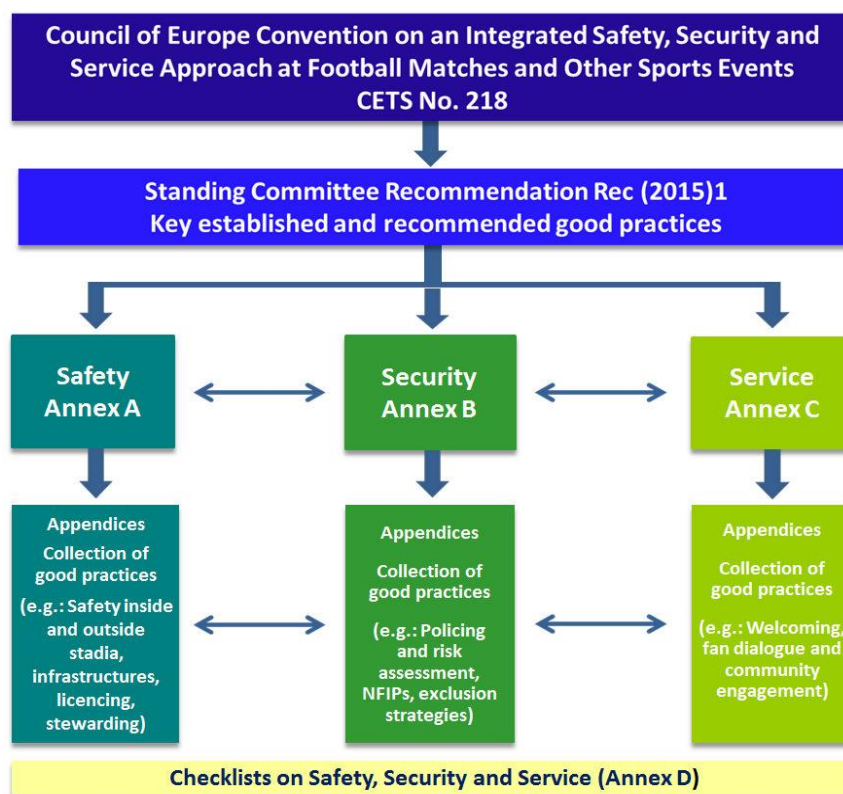 Council of Europe Convention on an Integrated Safety, Security and
Service Approach at Football Matches and Other Sports Events
CETS No. 218
Standing Committee Recommendation Rec (2015)1
Key established and recommended good practices
Safety
Annex A
Security
Annex B
Service
Annex C
Appendices
Collection of
good practices
(e.g.: Safety inside
and outside
stadia,
infrastructures,
licencing,
stewarding)
Appendices
Collection of
good practices
(e.g.: Policing
and risk
assessment,
NFIPs, exclusion
strategies)
Appendices
Collection of
good practices
(e.g.: Welcoming,
fan dialogue and
community
engagement)
Checklists on Safety, Security and Service (Annex D)